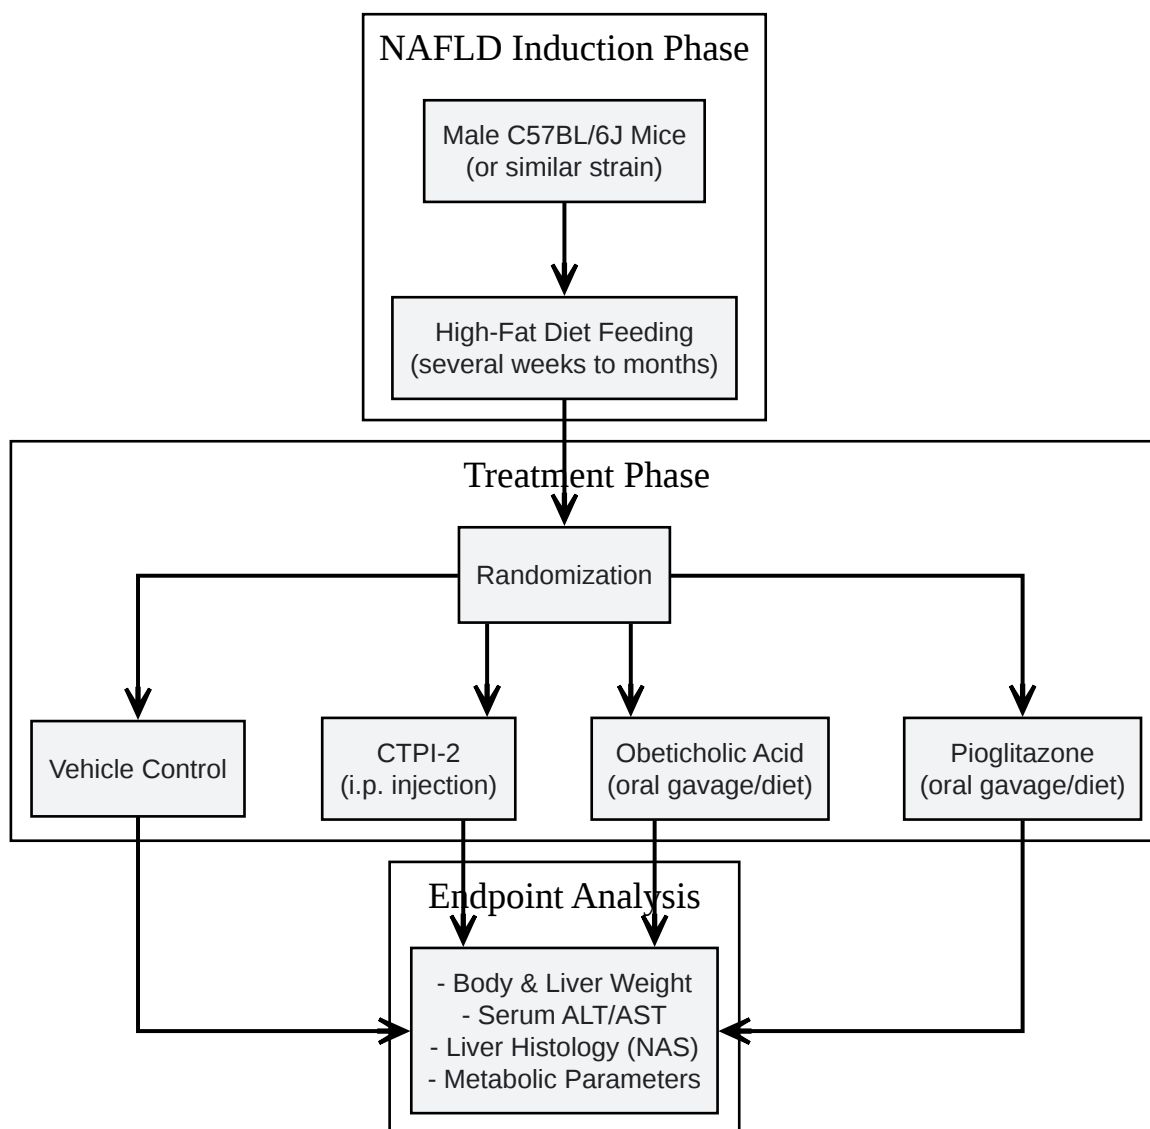 NAFLD Induction Phase
Male C57BL/6J Mice
(or similar strain)
High-Fat Diet Feeding
(several weeks to months)
Treatment Phase
Randomization
Vehicle Control
CTPI-2
(i.p. injection)
Obeticholic Acid
(oral gavage/diet)
Pioglitazone
(oral gavage/diet)
Endpoint Analysis
- Body & Liver Weight
- Serum ALT/AST
- Liver Histology (NAS)
- Metabolic Parameters